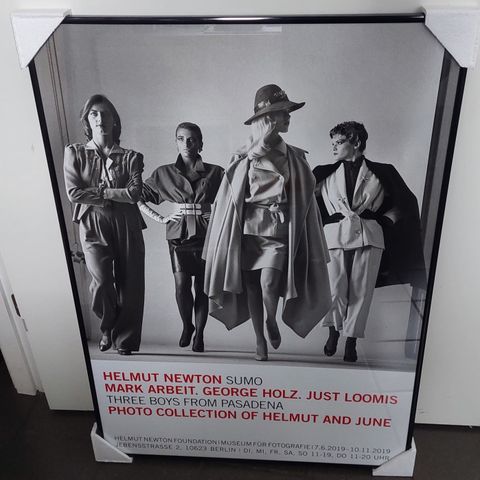 HELMUT NEWTON SUMO
MARK ARBEIT. GEORGE HOLZ. JUST LOOMIS
THREE BOYS FROM PASADENA
PHOTO COLLECTION OF HELMUT AND JUNE
HELMUT NEWTON FOUNDATION | MUSEUM FÜR FOTOGRAFIE | 7.6.2019–10.11.2019
JEBENSSTRASSE 2, 10623 BERLIN | DI, MI, FR, SA, SO 11–19, DO 11–20 UHR